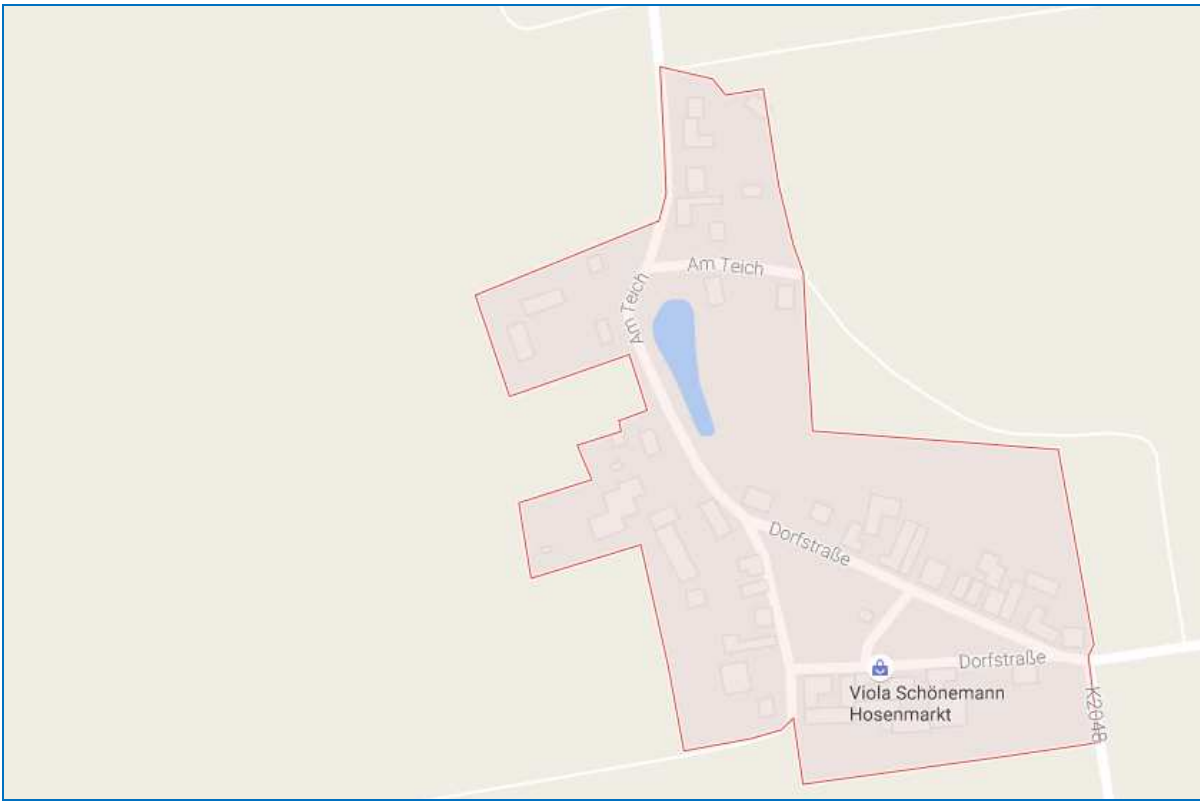 Am Teich
Am Teich
Dorfstraße
Dorfstraße
Viola Schönemann
Hosenmarkt
K2048